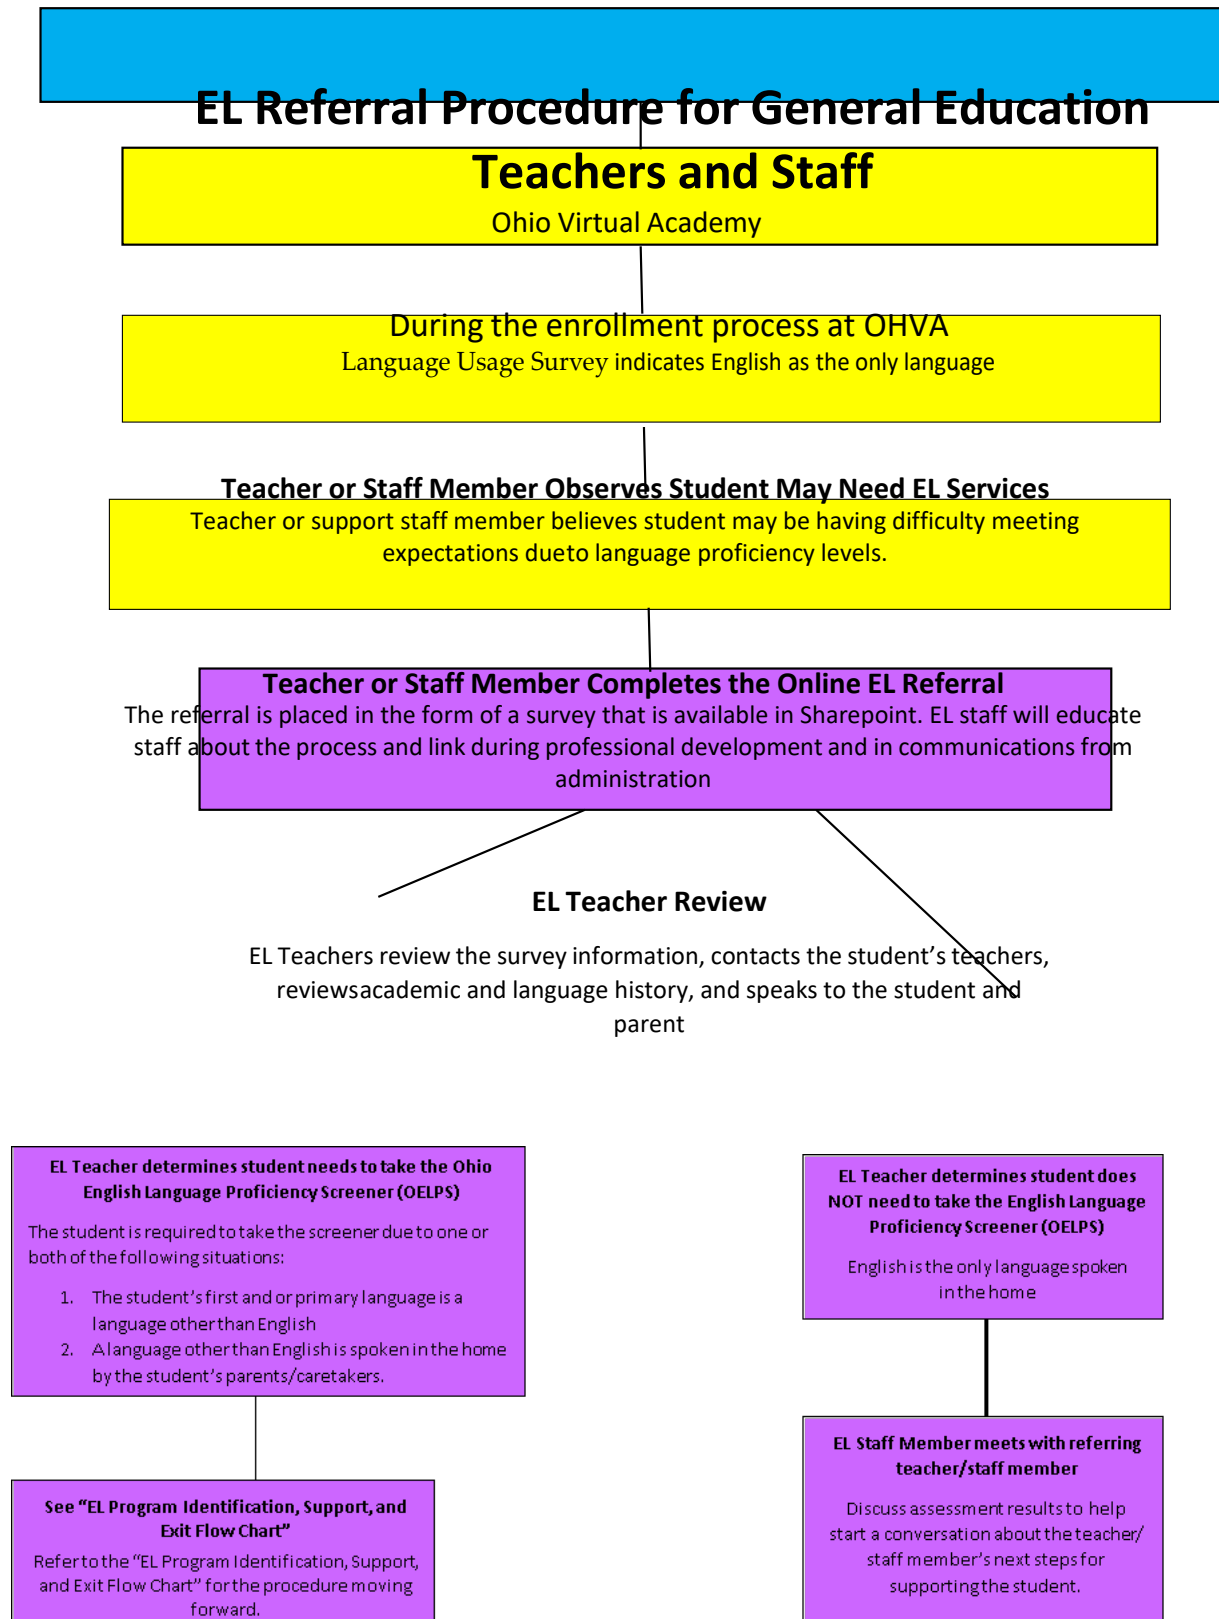 EL Referral Procedure for General Education
Teachers and Staff
Ohio Virtual Academy
During the enrollment process at OHVA
Language Usage Survey indicates English as the only language
Teacher or Staff Member Observes Student May Need EL Services
Teacher or support staff member believes student may be having difficulty meeting
expectations dueto language proficiency levels.
Teacher or Staff Member Completes the Online EL Referral
The referral is placed in the form of a survey that is available in Sharepoint. EL staff will educate
staff about the process and link during professional development and in communications from
administration
EL Teacher Review
EL Teachers review the survey information, contacts the student’s teachers,
reviewsacademic and language history, and speaks to the student and
parent
EL Teacher determines student needs to take the Ohio
English Language Proficiency Screener (OELPS)
The student is required to take the screener due to one or
both of the following situations:
1. The student’s first and or primary language is a
language other than English
2. A language other than English is spoken in the home
by the student’s parents/caretakers.
See “EL Program Identification, Support, and
Exit Flow Chart”
Refer to the “EL Program Identification, Support,
and Exit Flow Chart” for the procedure moving
forward.
EL Teacher determines student does
NOT need to take the English Language
Proficiency Screener (OELPS)
English is the only language spoken
in the home
EL Staff Member meets with referring
teacher/staff member
Discuss assessment results to help
start a conversation about the teacher/
staff member’s next steps for
supporting the student.